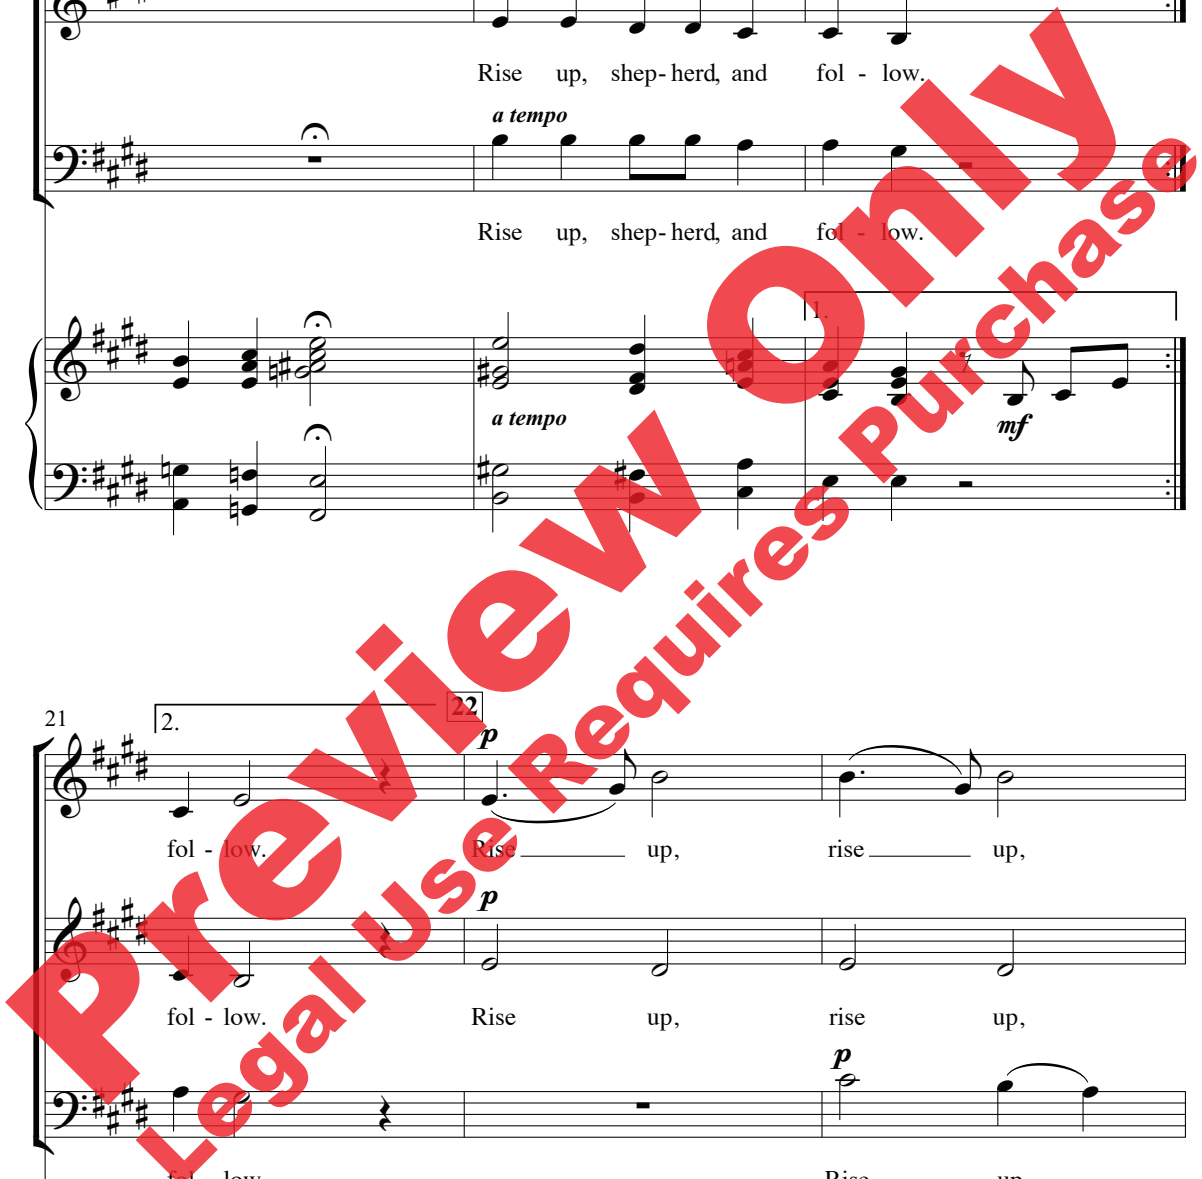 Rise up, shep - herd, and fol - low.
a tempo
Rise up, shep - herd, and fol - low.
1.
a tempo
mf
21
2.
22
p
fol - low. Rise up, rise up,
p
fol - low. Rise up, rise up,
p
fol low. Rise up,
Preview Only
Legal Use Requires Purchase